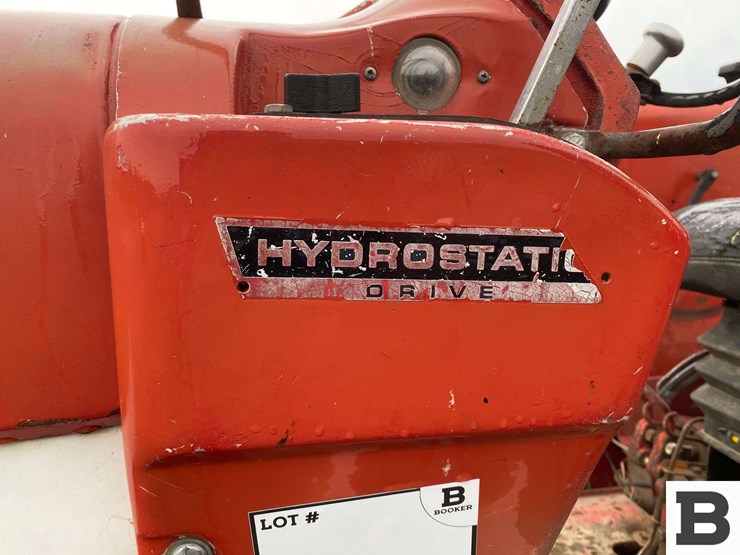 HYDROSTATIC
DRIVE
LOT #
B
BOOKER
B